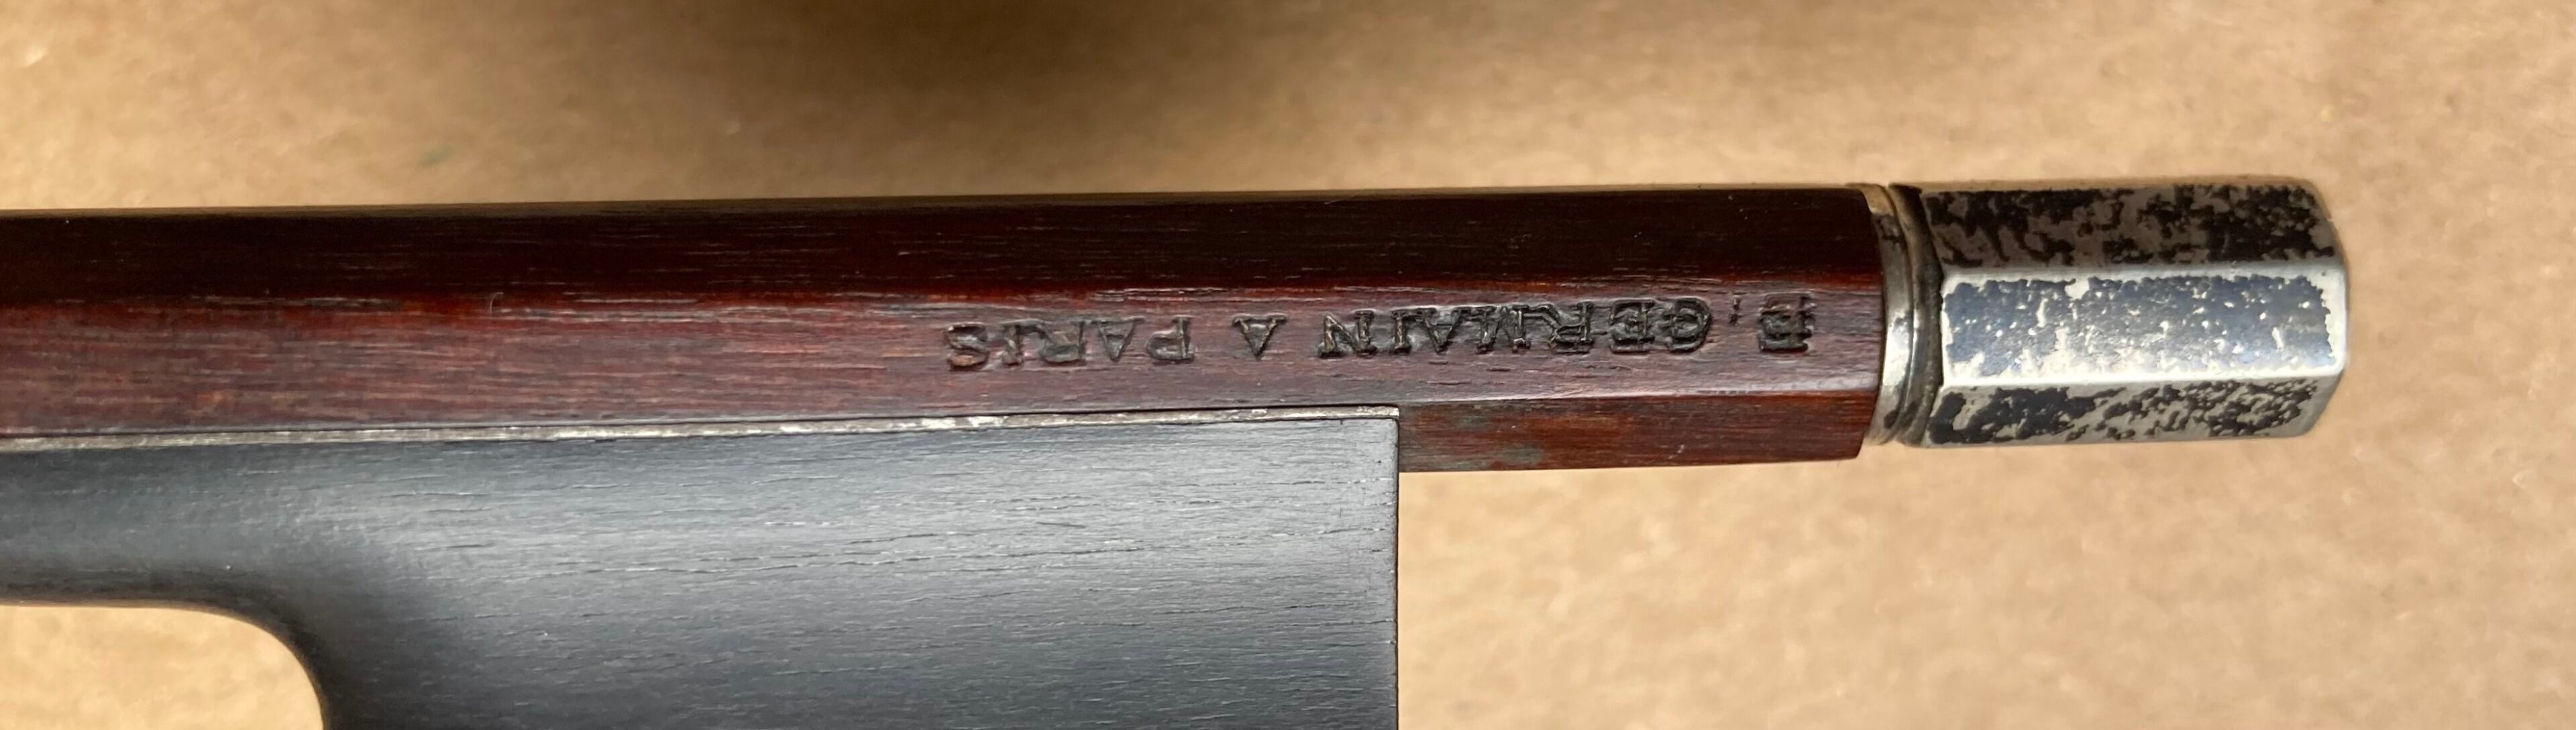 E. GERMAIN A PARIS